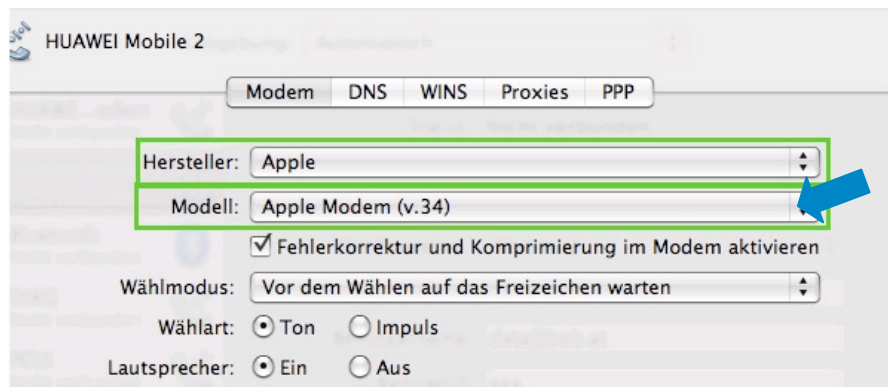 HUAWEI Mobile 2
Modem DNS WINS Proxies PPP
Hersteller: Apple
Modell: Apple Modem (v.34)
Fehlerkorrektur und Komprimierung im Modem aktivieren
Wählmodus: Vor dem Wählen auf das Freizeichen warten
Wählart: Ton Impuls
Lautsprecher: Ein Aus